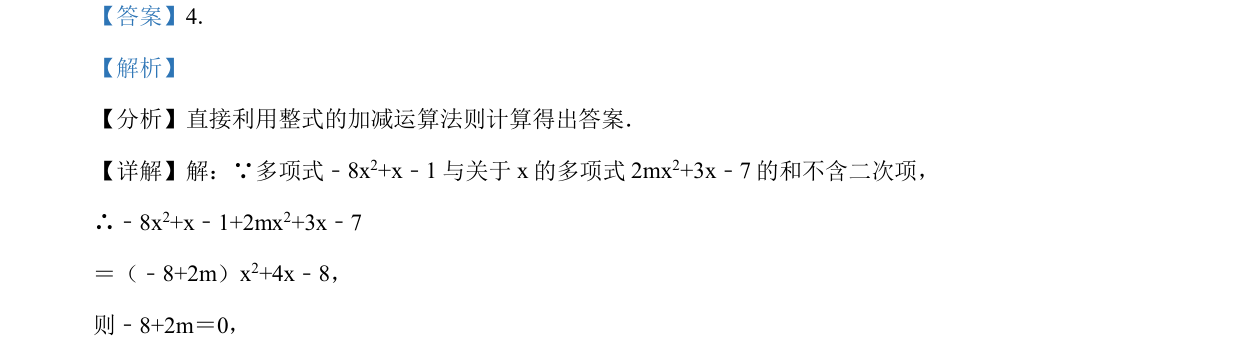 【答案】4.
【解析】
【分析】直接利用整式的加减运算法则计算得出答案.
【详解】解：∵多项式﹣8x²+x﹣1与关于x的多项式2mx²+3x﹣7的和不含二次项，
∴﹣8x²+x﹣1+2mx²+3x﹣7
＝（﹣8+2m）x²+4x﹣8，
则﹣8+2m＝0，